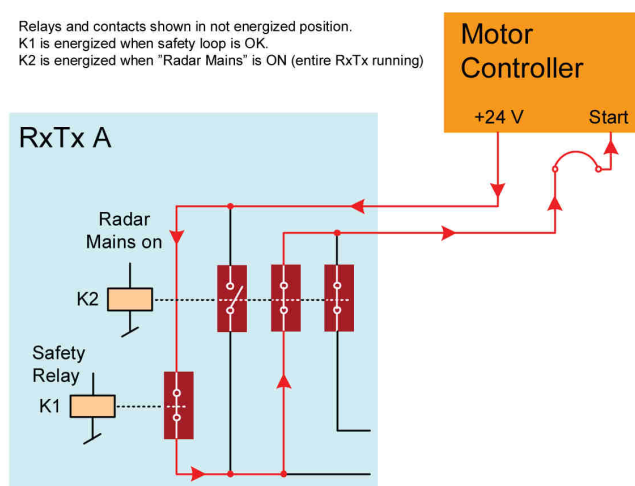 Relays and contacts shown in not energized position.
K1 is energized when safety loop is OK.
K2 is energized when ”Radar Mains” is ON (entire RxTx running)
Motor
Controller
+24 V
Start
RxTx A
Radar
Mains on
K2
Safety
Relay
K1